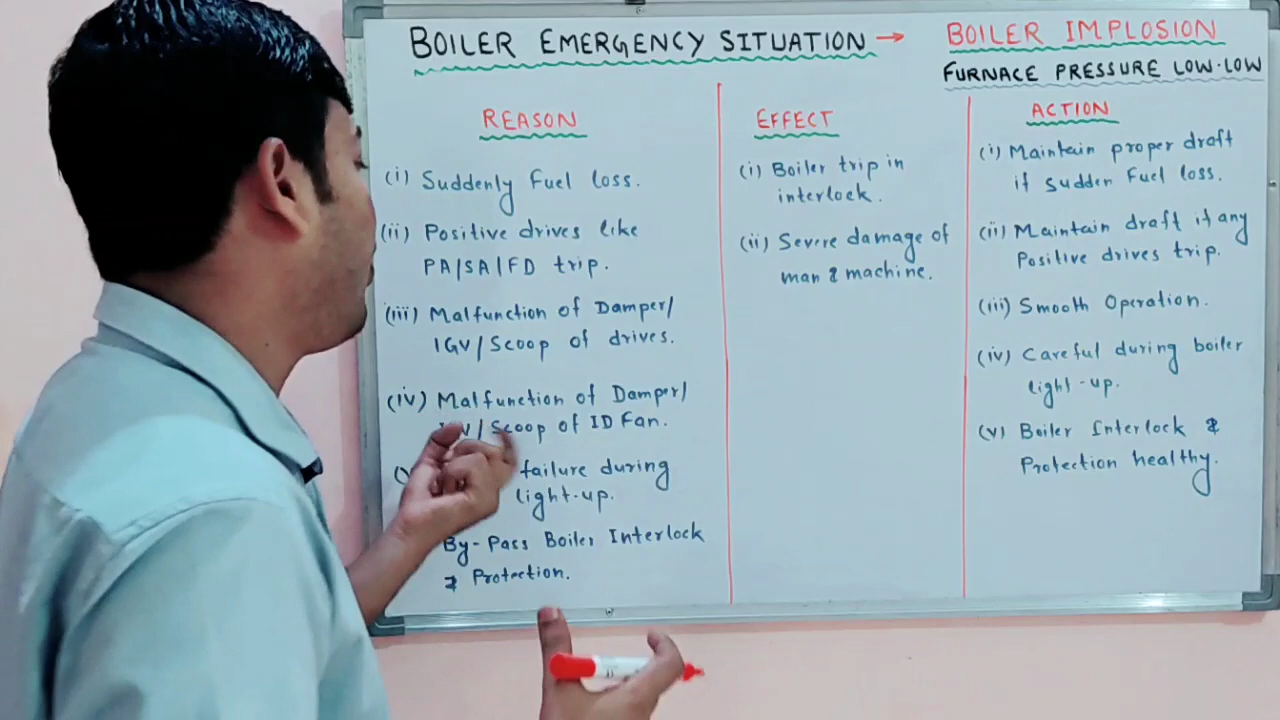 BOILER EMERGENCY SITUATION → BOILER IMPLOSION
FURNACE PRESSURE LOW-LOW
REASON
(i) Suddenly Fuel loss.
(ii) Positive drives like
PA/SA/FD trip.
(iii) Malfunction of Damper/
IGV/Scoop of drives.
(iv) Malfunction of Damper/
/Scoop of ID Fan.
failure during
light-up.
By-Pass Boiler Interlock
& Protection.
EFFECT
(i) Boiler trip in
interlock.
(ii) Severe damage of
man & machine.
ACTION
(i) Maintain proper draft
if sudden Fuel loss.
(ii) Maintain draft if any
Positive drives trip.
(iii) Smooth Operation.
(iv) Careful during boiler
light-up.
(v) Boiler Interlock &
Protection healthy.